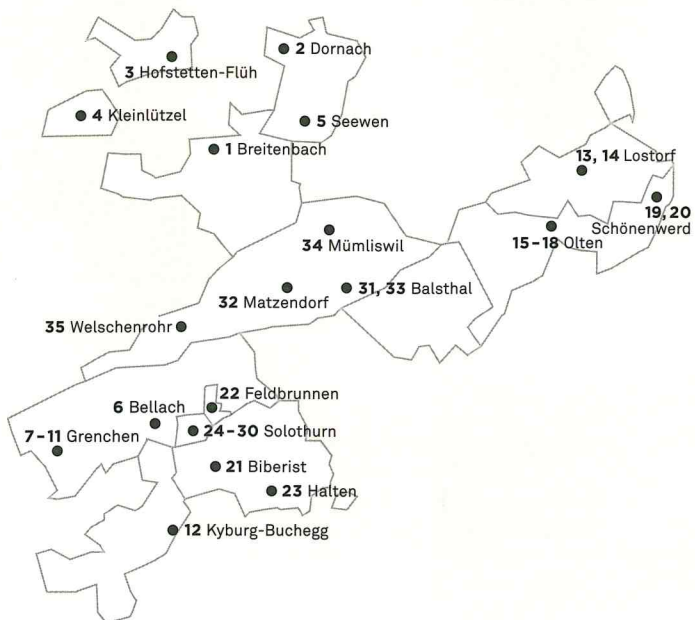 2 Dornach
3 Hofstetten-Flüh
4 Kleinlützel
5 Seewen
1 Breitenbach
13, 14 Lostorf
19, 20
Schönenwerd
34 Mümliswil
15–18 Olten
32 Matzendorf
31, 33 Balsthal
35 Welschenrohr
22 Feldbrunnen
6 Bellach
24–30 Solothurn
7–11 Grenchen
21 Biberist
23 Halten
12 Kyburg-Buchegg